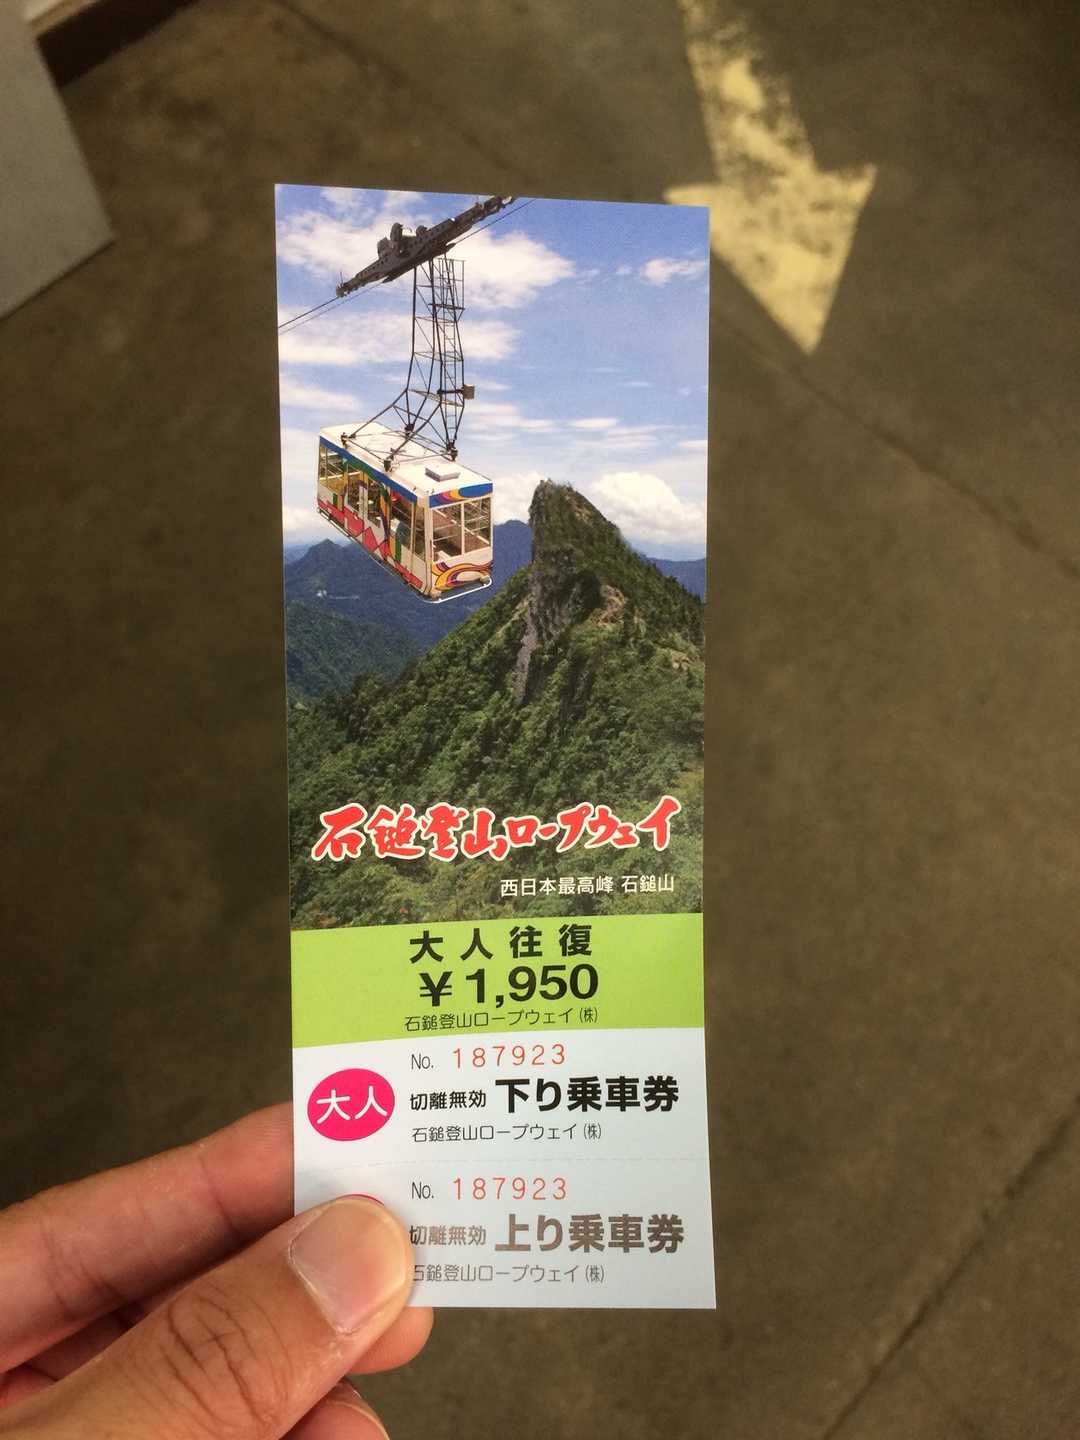 石鎚登山ロープウェイ
西日本最高峰 石鎚山
大人往復
￥1,950
石鎚登山ロープウェイ㈱
No. 187923
大人
切離無効 下り乗車券
石鎚登山ロープウェイ㈱
No. 187923
切離無効 上り乗車券
石鎚登山ロープウェイ㈱